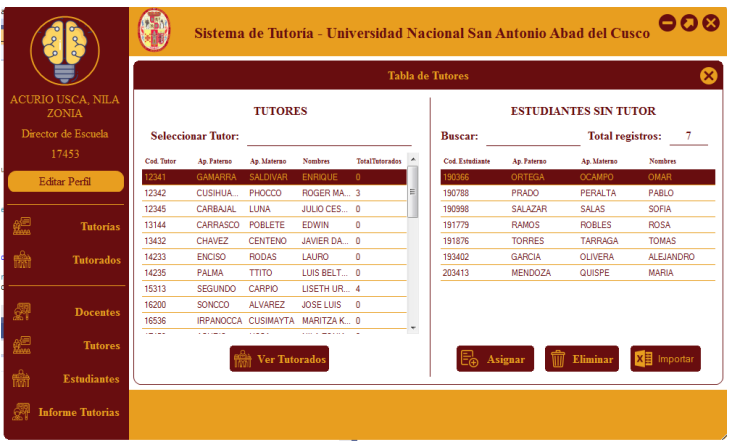 Sistema de Tutoría - Universidad Nacional San Antonio Abad del Cusco
ACURIO USCA, NILA
ZONIA
Director de Escuela
17453
Editar Perfil
Tutorías
Tutorados
Docentes
Tutores
Estudiantes
Informe Tutorías
Tabla de Tutores
TUTORES
Seleccionar Tutor:
Cod. Tutor Ap. Paterno Ap. Materno Nombres TotalTutorados
12341 GAMARRA SALDIVAR ENRIQUE 0
12342 CUSIHUA... PHOCCO ROGER MA... 3
12345 CARBAJAL LUNA JULIO CES... 0
13144 CARRASCO POBLETE EDWIN 0
13432 CHAVEZ CENTENO JAVIER DA... 0
14233 ENCISO RODAS LAURO 0
14235 PALMA TTITO LUIS BELT... 0
15313 SEGUNDO CARPIO LISETH UR... 4
16200 SONCCO ALVAREZ JOSE LUIS 0
16536 IRPANOCCA CUSIMAYTA MARITZA K... 0
Ver Tutorados
ESTUDIANTES SIN TUTOR
Buscar: Total registros: 7
Cod. Estudiante Ap. Paterno Ap. Materno Nombres
190366 ORTEGA OCAMPO OMAR
190788 PRADO PERALTA PABLO
190998 SALAZAR SALAS SOFIA
191779 RAMOS ROBLES ROSA
191876 TORRES TARRAGA TOMAS
193402 GARCIA OLIVERA ALEJANDRO
203413 MENDOZA QUISPE MARIA
Asignar Eliminar Importar